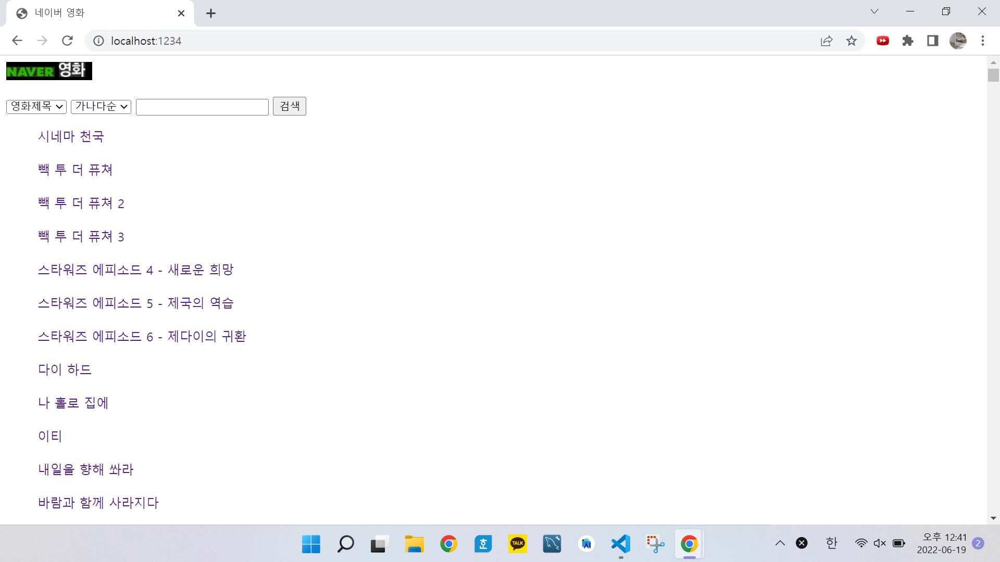 네이버 영화
localhost:1234
NAVER 영화
영화제목 가나다순 검색
시네마 천국
빽 투 더 퓨쳐
빽 투 더 퓨쳐 2
빽 투 더 퓨쳐 3
스타워즈 에피소드 4 - 새로운 희망
스타워즈 에피소드 5 - 제국의 역습
스타워즈 에피소드 6 - 제다이의 귀환
다이 하드
나 홀로 집에
이티
내일을 향해 쏴라
바람과 함께 사라지다
호 TALK AI 한 오후 12:41
2022-06-19 2